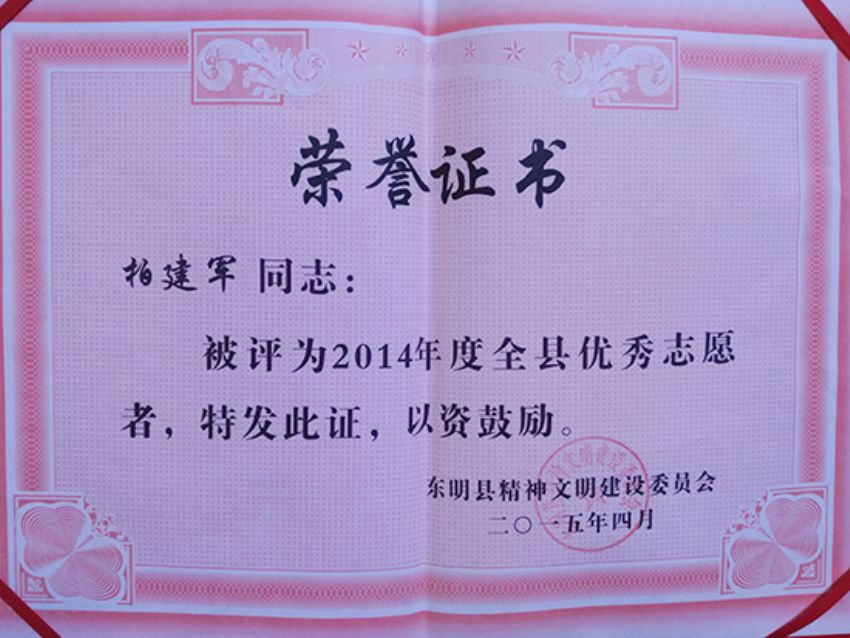 荣誉证书
柏建军 同志：
被评为2014年度全县优秀志愿
者，特发此证，以资鼓励。
东明县精神文明建设委员会
二〇一五年四月